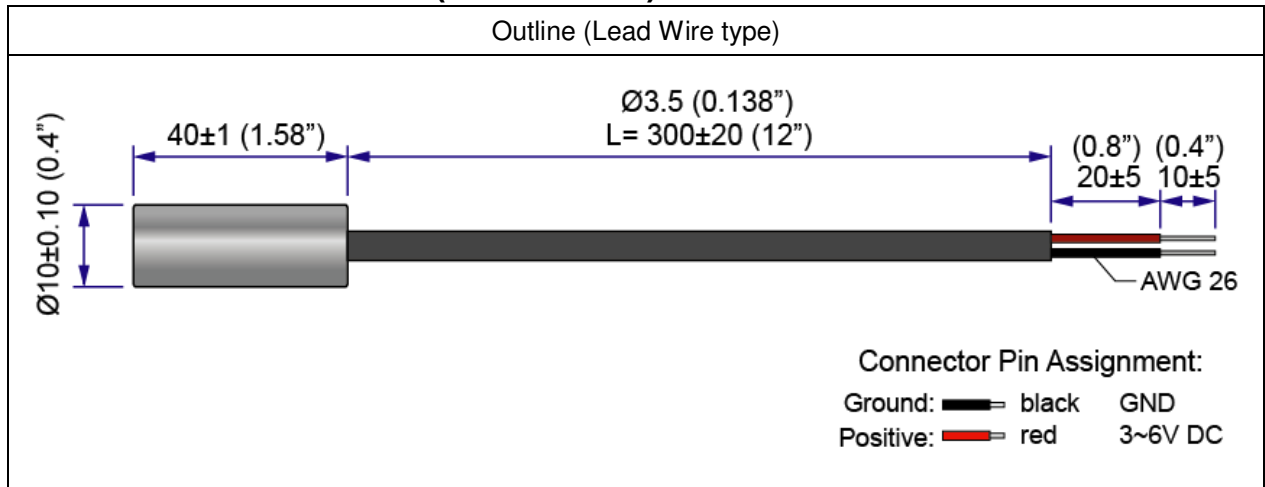 Outline (Lead Wire type)
Ø3.5 (0.138”)
40±1 (1.58”)
L= 300±20 (12”)
(0.8”) (0.4”)
20±5 10±5
Ø10±0.10 (0.4”)
AWG 26
Connector Pin Assignment:
Ground: black GND
Positive: red 3~6V DC